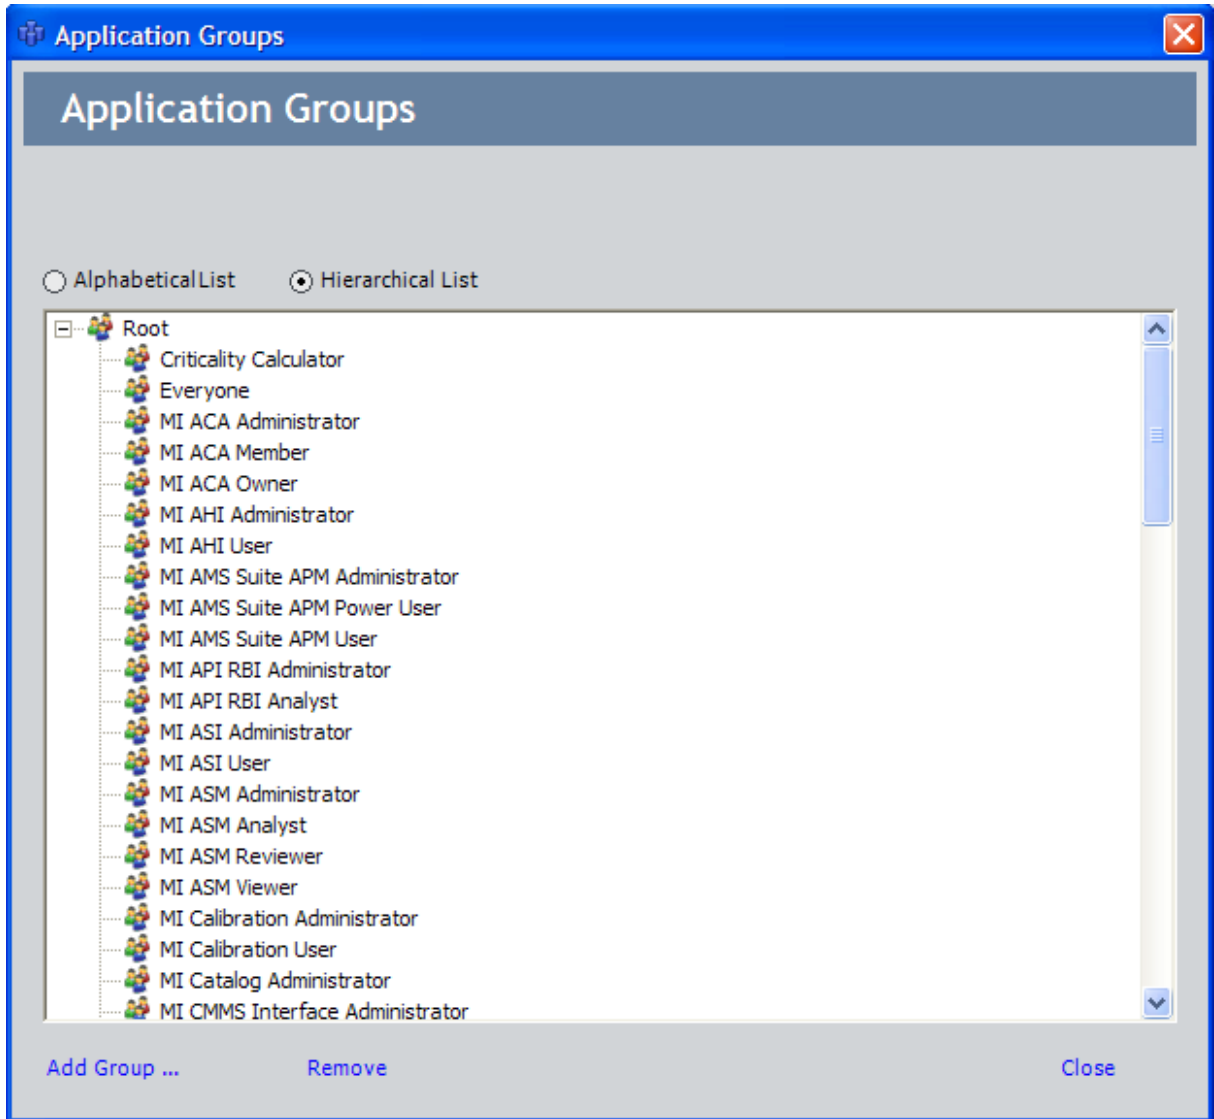 Application Groups
Application Groups
AlphabeticalList Hierarchical List
Root
Criticality Calculator
Everyone
MI ACA Administrator
MI ACA Member
MI ACA Owner
MI AHI Administrator
MI AHI User
MI AMS Suite APM Administrator
MI AMS Suite APM Power User
MI AMS Suite APM User
MI API RBI Administrator
MI API RBI Analyst
MI ASI Administrator
MI ASI User
MI ASM Administrator
MI ASM Analyst
MI ASM Reviewer
MI ASM Viewer
MI Calibration Administrator
MI Calibration User
MI Catalog Administrator
MI CMMS Interface Administrator
Add Group ... Remove Close